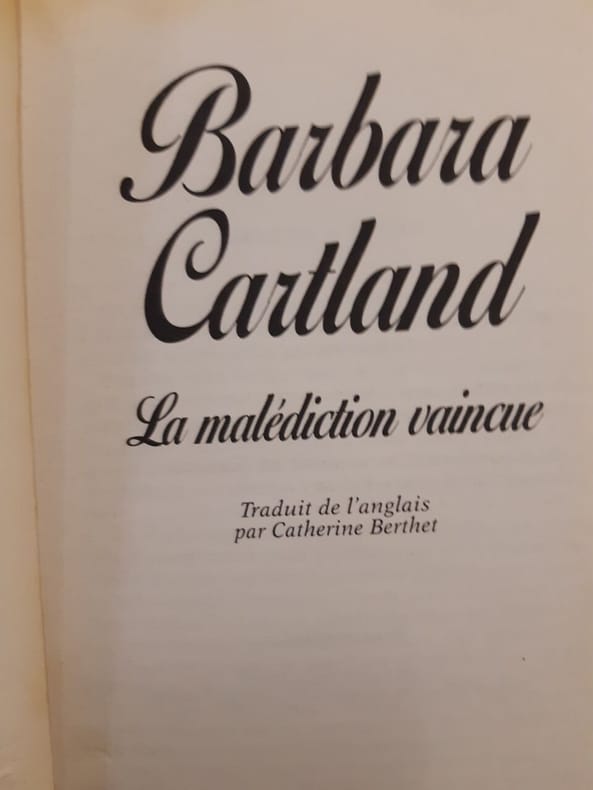 Barbara
Cartland
La malédiction vaincue
Traduit de l'anglais
par Catherine Berthet